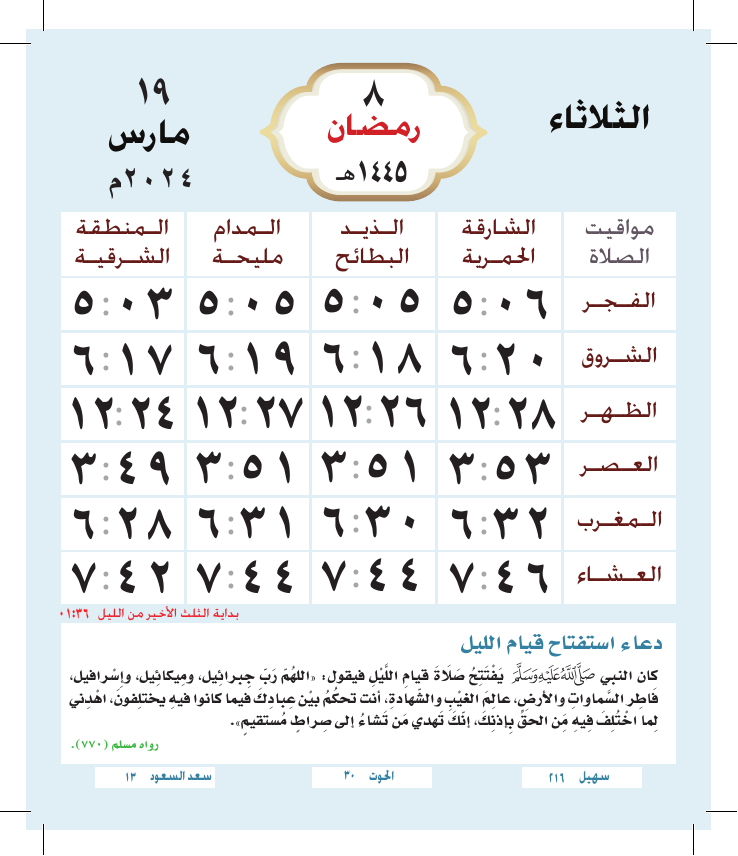 الثلاثاء
٨
رمضان
١٤٤٥هـ
١٩
مارس
٢٠٢٤م
مواقيت الصلاة
الشارقة الحمرية
الذيد البطائح
المدام مليحة
المنطقة الشرقية
الفجر ٥:٠٦ ٥:٠٥ ٥:٠٥ ٥:٠٣
الشروق ٦:٢٠ ٦:١٨ ٦:١٩ ٦:١٧
الظهر ١٢:٢٨ ١٢:٢٦ ١٢:٢٧ ١٢:٢٤
العصر ٣:٥٣ ٣:٥١ ٣:٥١ ٣:٤٩
المغرب ٦:٣٢ ٦:٣٠ ٦:٣١ ٦:٢٨
العشاء ٧:٤٦ ٧:٤٤ ٧:٤٤ ٧:٤٢
بداية الثلث الأخير من الليل ٠١:٣٦
دعاء استفتاح قيام الليل
كان النبي صَلَّى اللَّهُ عَلَيْهِ وَسَلَّمَ يَفْتَتِحُ صَلاةَ قيامِ اللَّيْلِ فيقول: «اللهُمّ رَبّ جِبرائيل، وميكائيل، وإسْرافيل،
فَاطِر السَّماواتِ والأرضِ، عالِمَ الغَيْبِ والشّهادةِ، أنت تحكُمُ بيْن عِبادِكَ فيما كانوا فيهِ يختلِفونَ، اهْدِني
لِما اخْتُلِفَ فيهِ مَن الحَقِّ بإذنِكَ، إنّكَ تَهدي مَن تَشاءُ إلى صِراطٍ مُستقيمٍ».
رواه مسلم (٧٧٠).
سهيل ٢١٦
الحوت ٣٠
سعد السعود ١٣